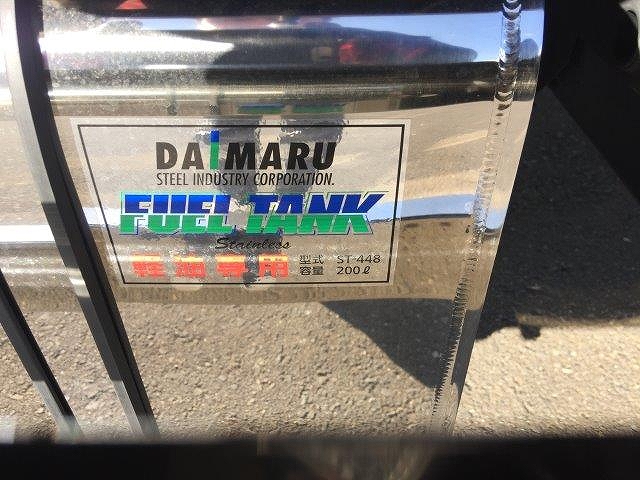 DAiMARU
STEEL INDUSTRY CORPORATION.
FUEL TANK
Stainless
軽油専用
型式 ST-448
容量 200ℓ